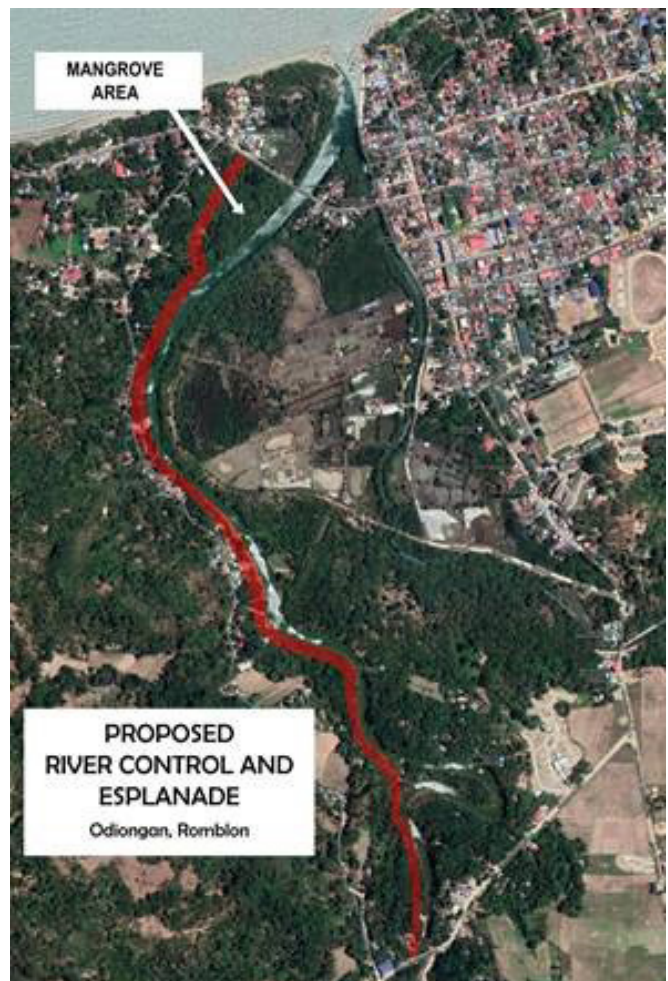 MANGROVE
AREA
PROPOSED
RIVER CONTROL AND
ESPLANADE
Odiongan, Romblon